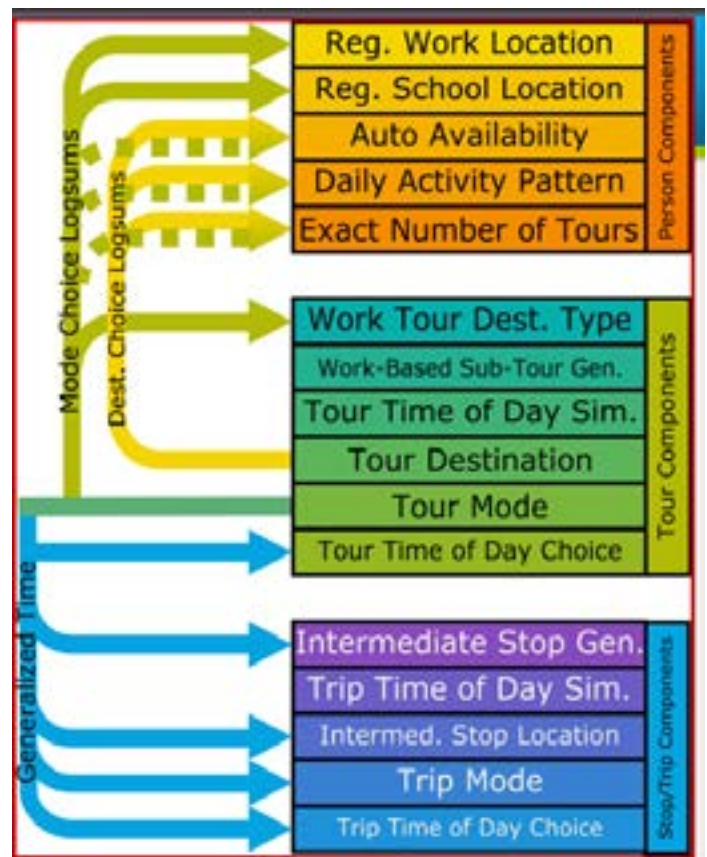 Reg. Work Location
Reg. School Location
Auto Availability
Daily Activity Pattern
Exact Number of Tours
Person Components
Mode Choice Logsums
Dest. Choice Logsums
Work Tour Dest. Type
Work-Based Sub-Tour Gen.
Tour Time of Day Sim.
Tour Destination
Tour Mode
Tour Time of Day Choice
Tour Components
Generalized Time
Intermediate Stop Gen.
Trip Time of Day Sim.
Intermed. Stop Location
Trip Mode
Trip Time of Day Choice
Stop/Trip Components